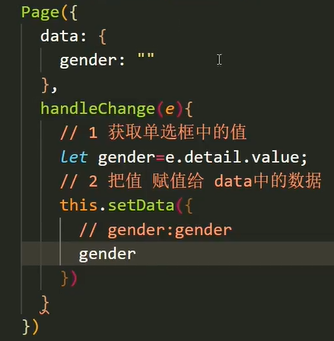 Page({
data: {
gender: ""
},
handleChange(e){
// 1 获取单选框中的值
let gender=e.detail.value;
// 2 把值 赋值给 data中的数据
this.setData({
// gender:gender
gender
})
}
})